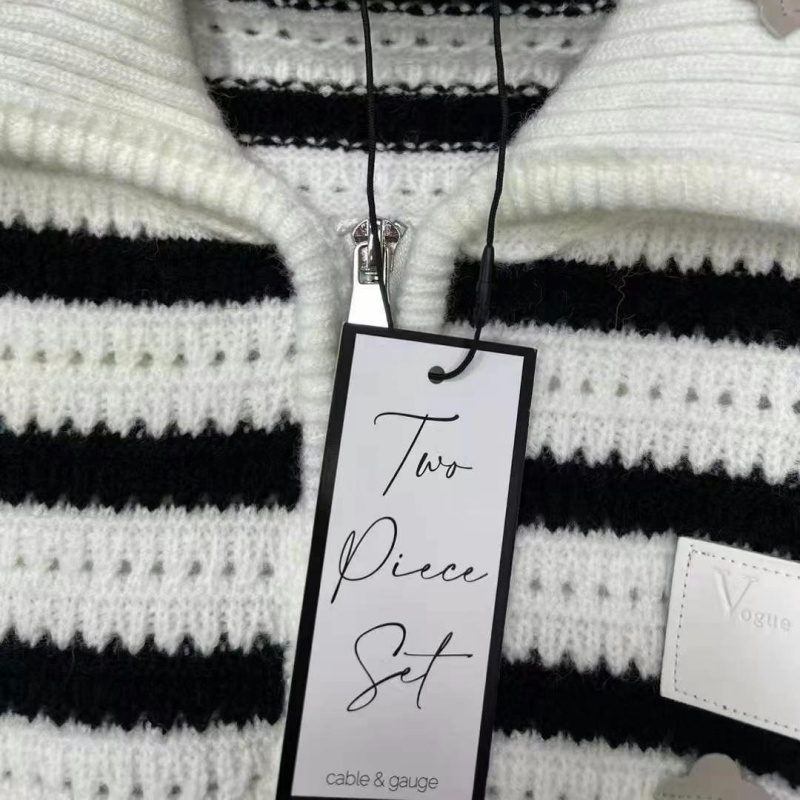 Two
Piece
Set
cable & gauge
Vogue